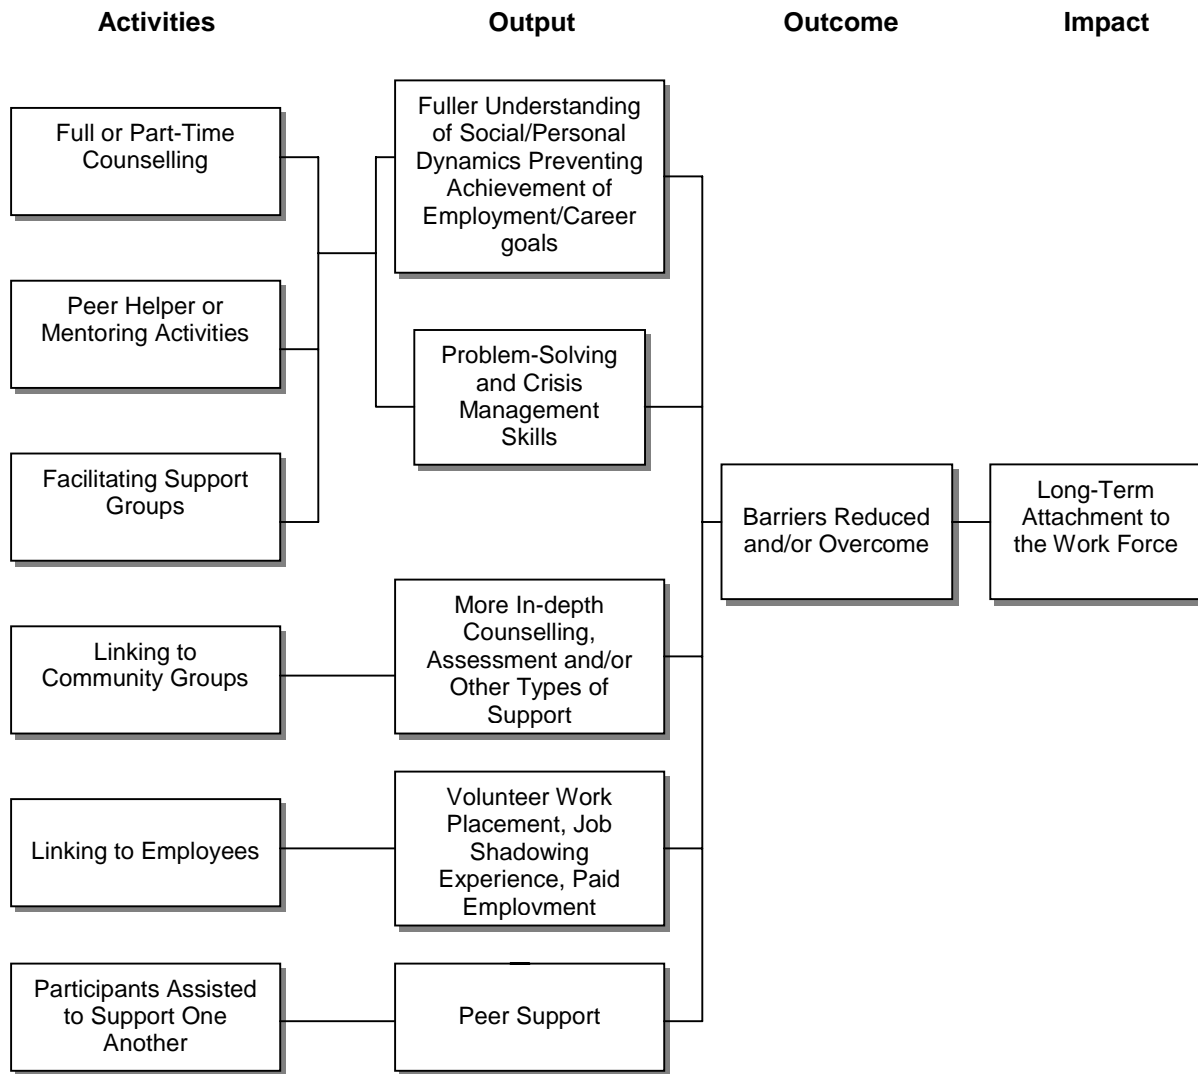 Activities
Output
Outcome
Impact
Full or Part-Time
Counselling
Peer Helper or
Mentoring Activities
Facilitating Support
Groups
Linking to
Community Groups
Linking to Employees
Participants Assisted
to Support One
Another
Fuller Understanding
of Social/Personal
Dynamics Preventing
Achievement of
Employment/Career
goals
Problem-Solving
and Crisis
Management
Skills
More In-depth
Counselling,
Assessment and/or
Other Types of
Support
Volunteer Work
Placement, Job
Shadowing
Experience, Paid
Employment
Peer Support
Barriers Reduced
and/or Overcome
Long-Term
Attachment to
the Work Force